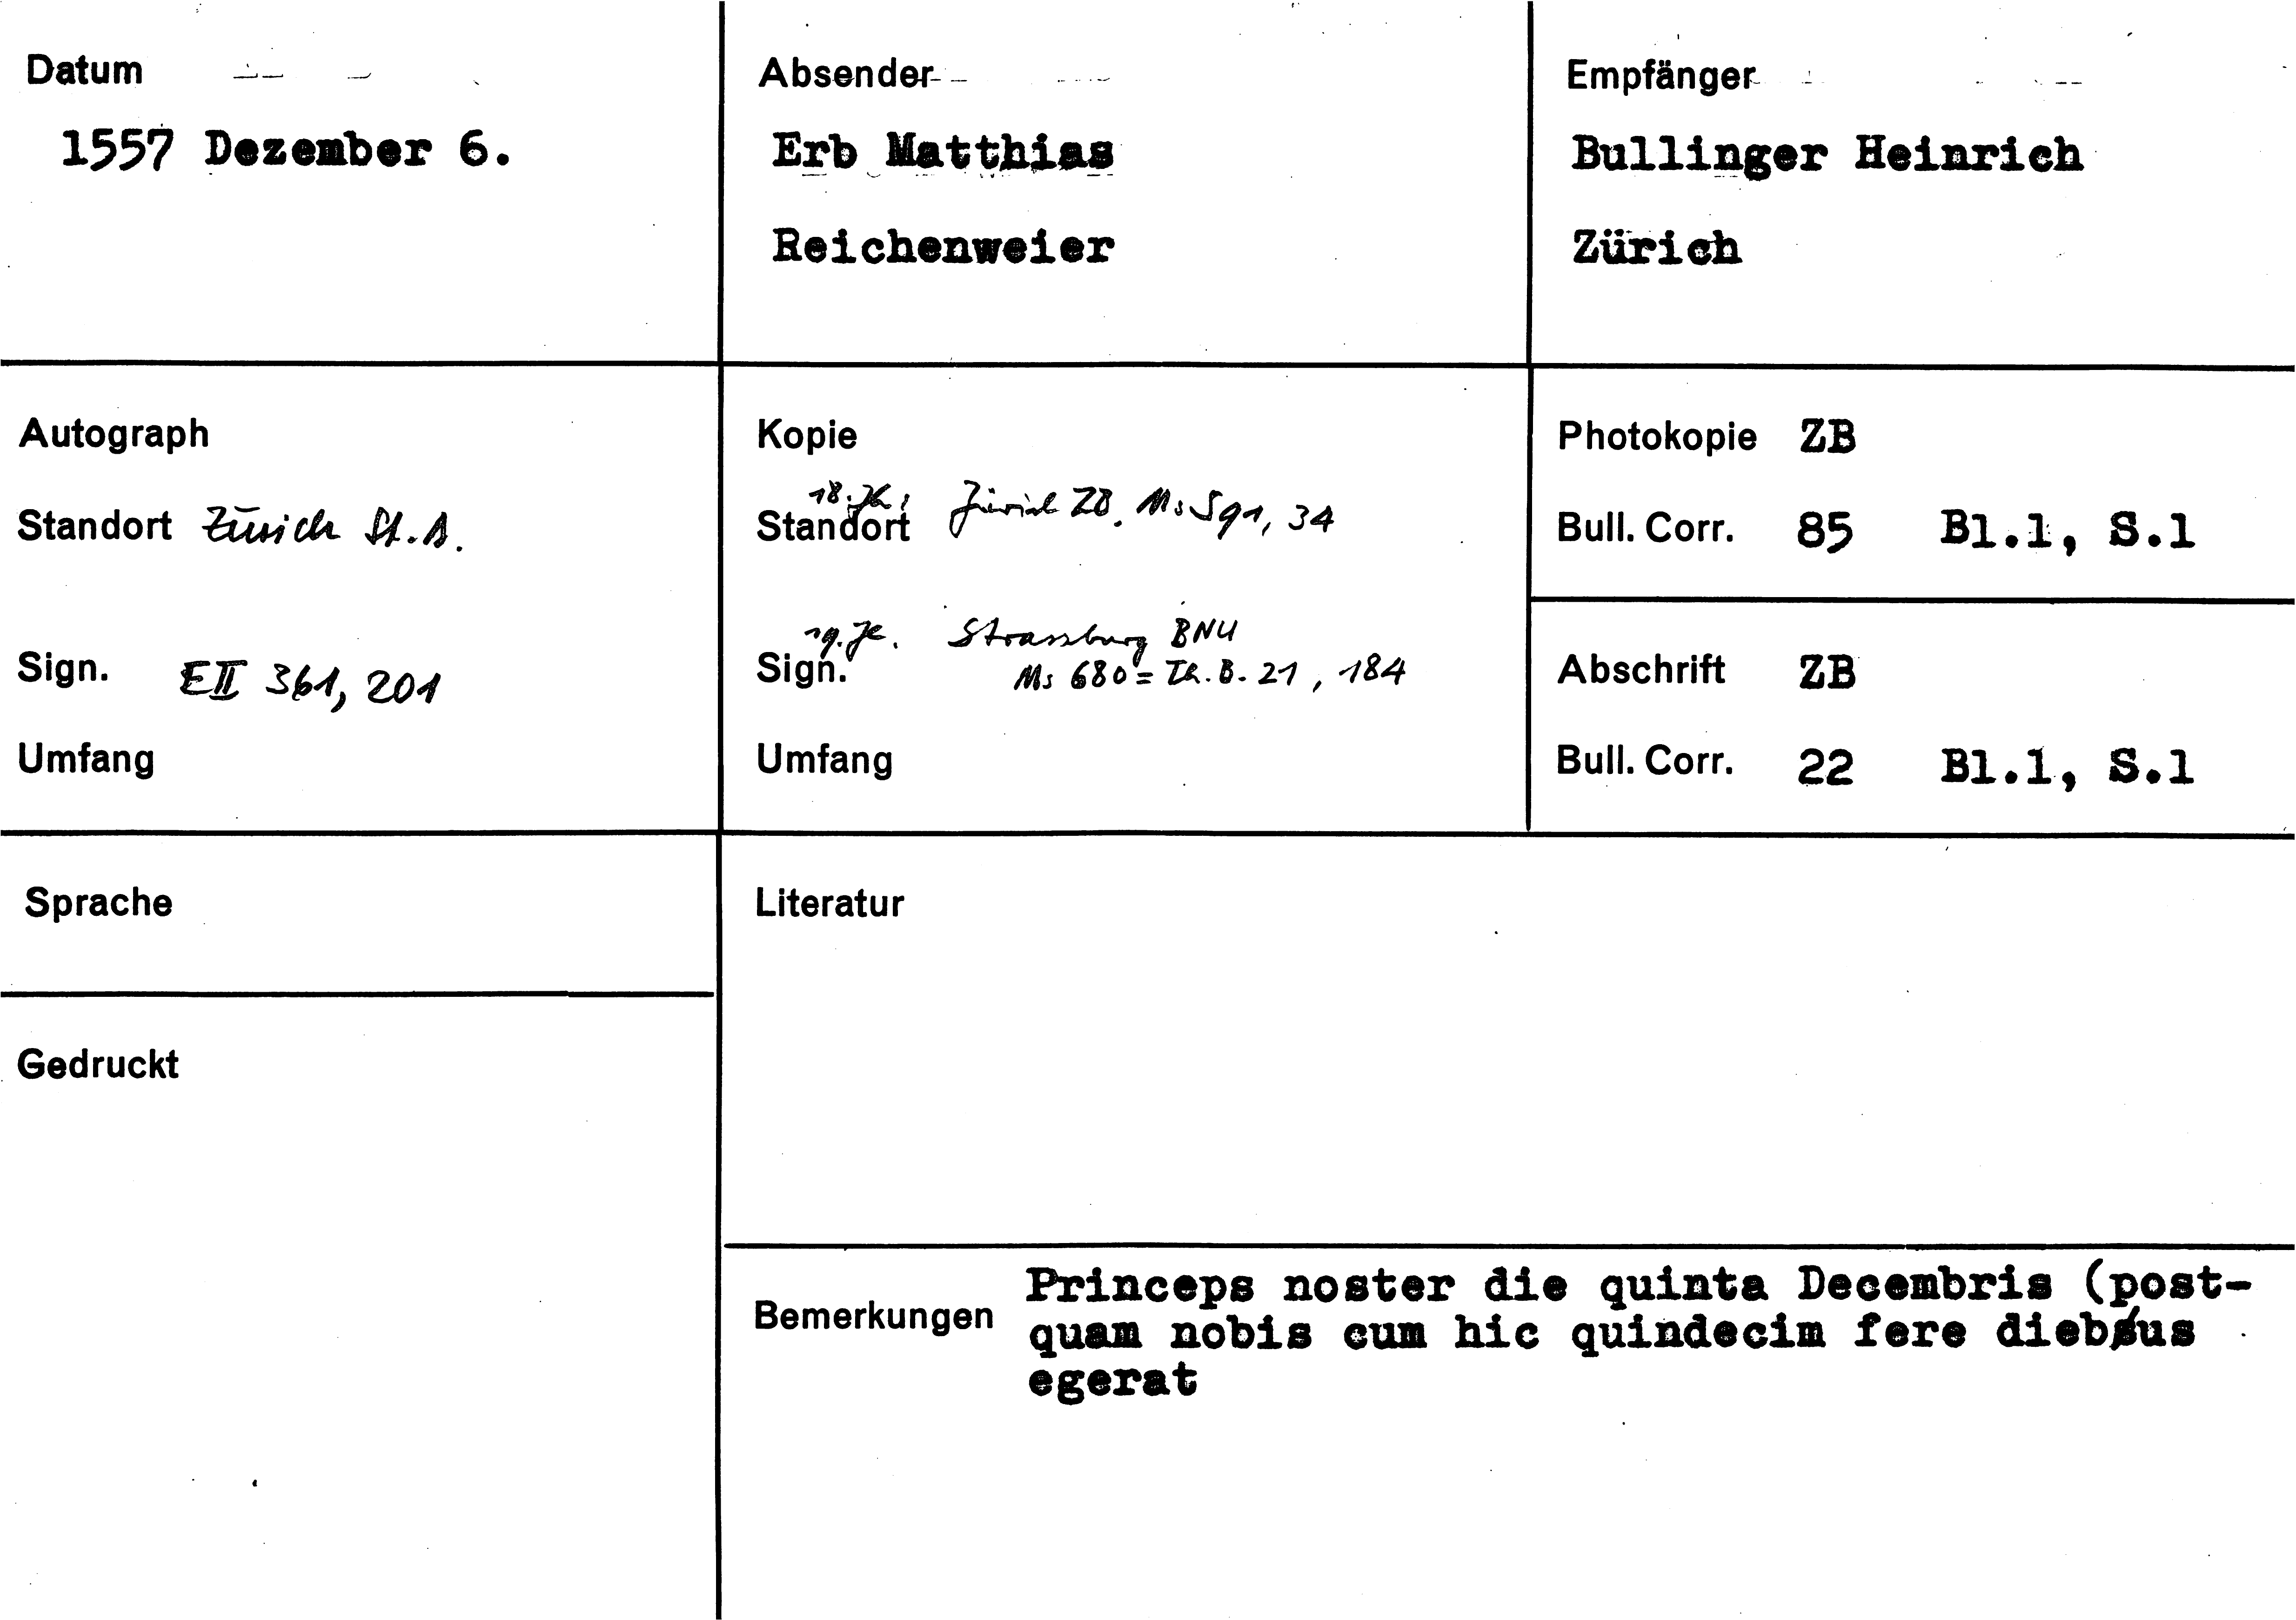 Datum
1557 Dezember 6.
Absender
Erb Matthias
Reichenweier
Empfänger
Bullinger Heinrich
Zürich
Autograph
Standort Zürich St.A.
Sign. EII 361, 201
Umfang
Kopie
18. Jh.
Standort Zürich ZB. Ms S 91, 34
19. Jh. Strassburg BNU
Sign. Ms 680 = Th. B. 21, 184
Umfang
Photokopie ZB
Bull. Corr. 85 Bl.1, S.1
Abschrift ZB
Bull. Corr. 22 Bl.1, S.1
Sprache
Gedruckt
Literatur
Bemerkungen
Princeps noster die quinta Decembris (post-
quam nobis cum hic quindecim fere diebus
egerat